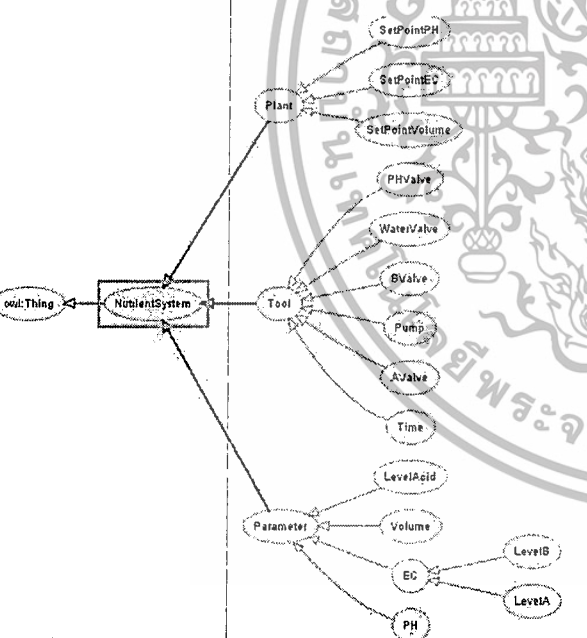 SetPointPH
SetPointEC
Plant
SetPointVolume
PHValve
WaterValve
BValve
owl:Thing
NutrientSystem
Tool
Pump
AValve
Time
LevelAcid
Parameter
Volume
LevelB
EC
LevelA
PH